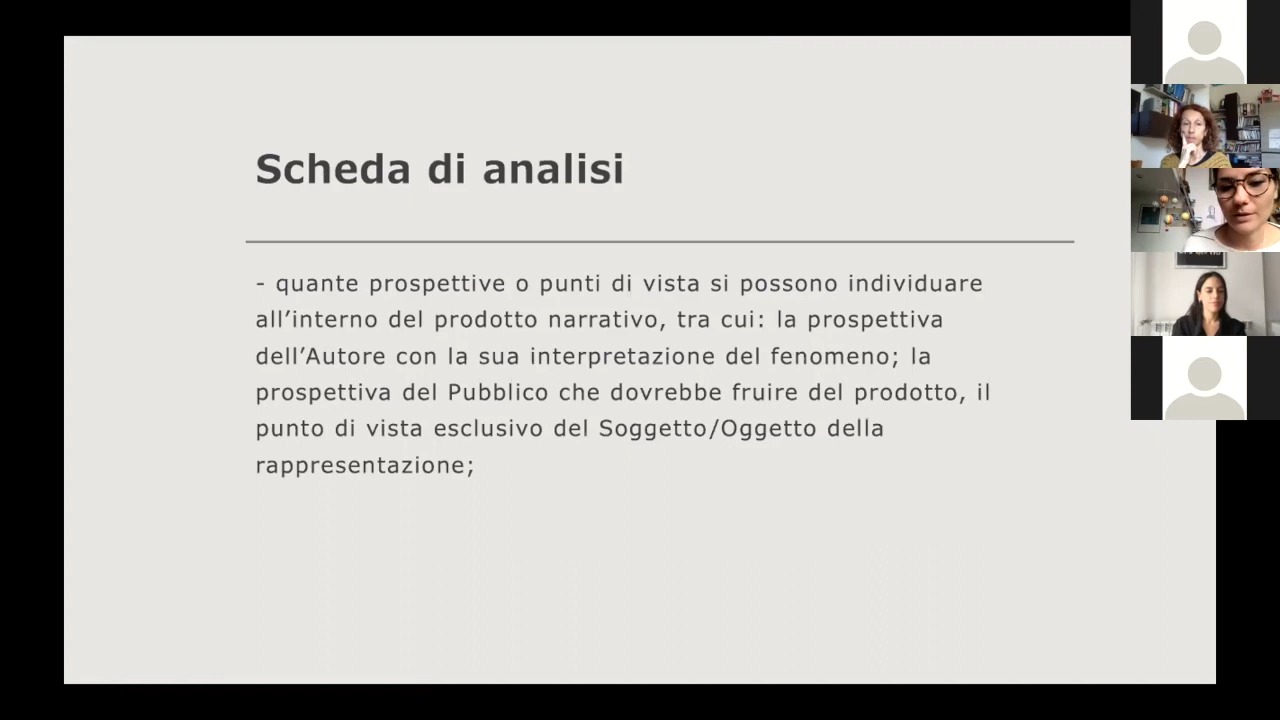 Scheda di analisi
- quante prospettive o punti di vista si possono individuare
all’interno del prodotto narrativo, tra cui: la prospettiva
dell’Autore con la sua interpretazione del fenomeno; la
prospettiva del Pubblico che dovrebbe fruire del prodotto, il
punto di vista esclusivo del Soggetto/Oggetto della
rappresentazione;